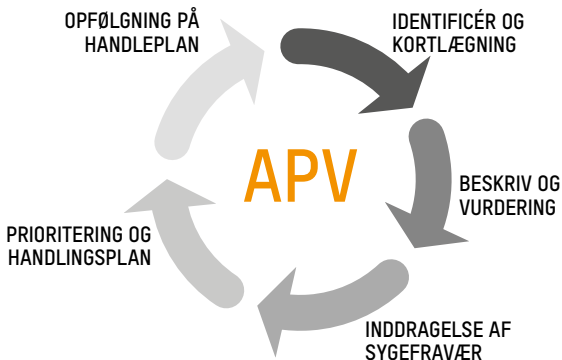 OPFØLGNING PÅ
HANDLEPLAN
IDENTIFICÉR OG
KORTLÆGNING
APV
BESKRIV OG
VURDERING
PRIORITERING OG
HANDLINGSPLAN
INDDRAGELSE AF
SYGEFRAVÆR